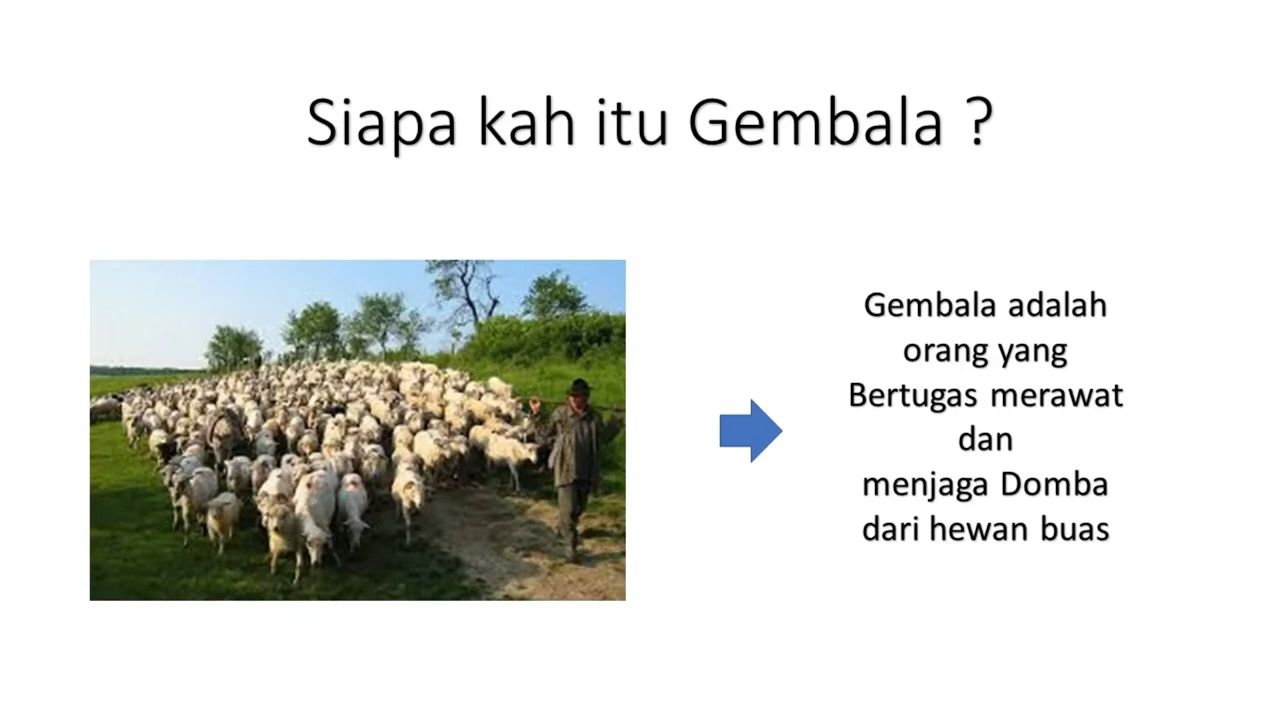 Siapa kah itu Gembala ?
Gembala adalah
orang yang
Bertugas merawat
dan
menjaga Domba
dari hewan buas